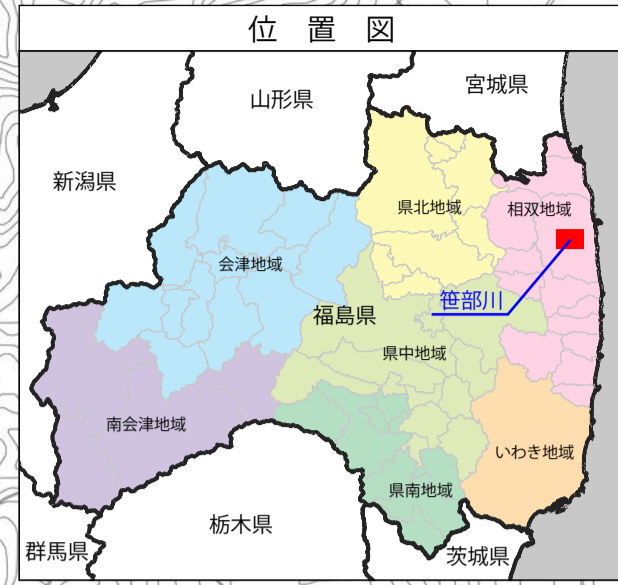 位置図
宮城県
山形県
新潟県
県北地域
相双地域
会津地域
笹部川
福島県
県中地域
南会津地域
いわき地域
県南地域
栃木県
群馬県
茨城県